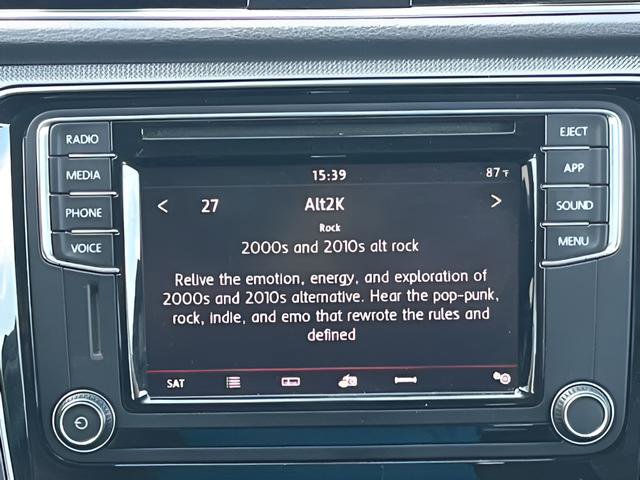 RADIO
MEDIA
PHONE
VOICE
EJECT
APP
SOUND
MENU
15:39 87°F
< 27 Alt2K >
Rock
2000s and 2010s alt rock
Relive the emotion, energy, and exploration of
2000s and 2010s alternative. Hear the pop-punk,
rock, indie, and emo that rewrote the rules and
defined
SAT